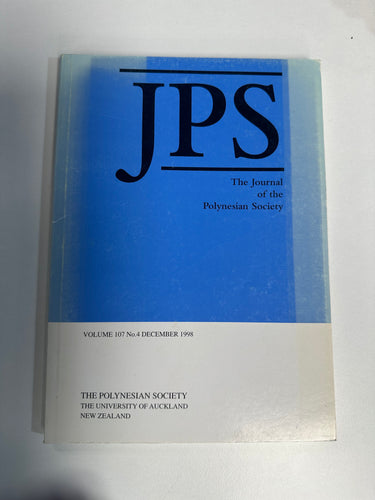 JPS
The Journal
of the
Polynesian Society
VOLUME 107 No.4 DECEMBER 1998
THE POLYNESIAN SOCIETY
THE UNIVERSITY OF AUCKLAND
NEW ZEALAND